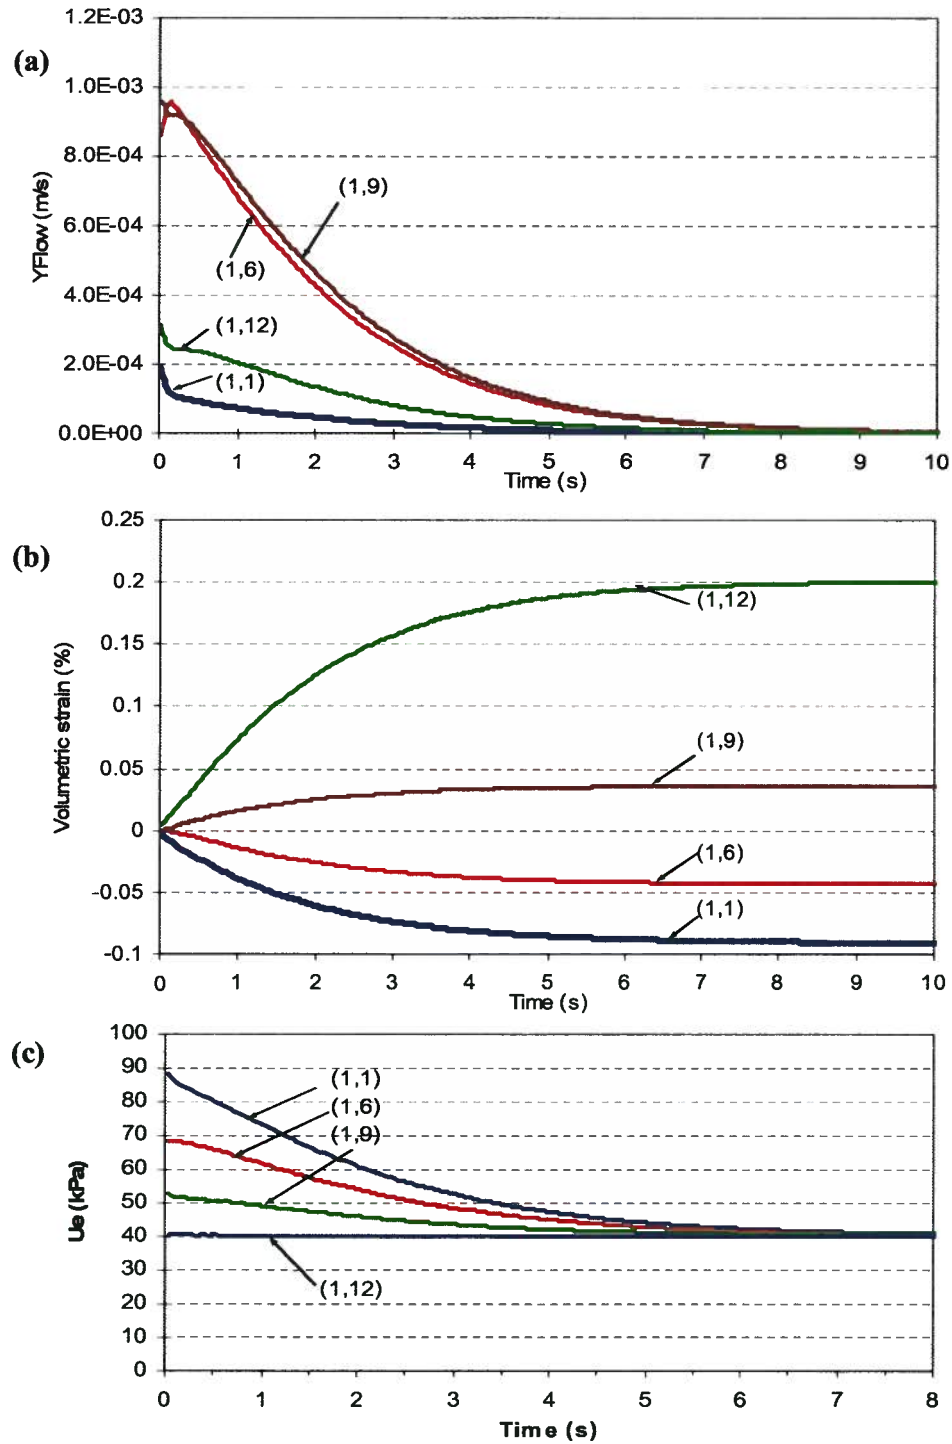 (a)
YFlow (m/s)
1.2E-03
1.0E-03
8.0E-04
6.0E-04
4.0E-04
2.0E-04
0.0E+00
(1,9)
(1,6)
(1,12)
(1,1)
0 1 2 3 4 5 6 7 8 9 10
Time (s)
(b)
Volumetric strain (%)
0.25
0.2
0.15
0.1
0.05
0
-0.05
-0.1
(1,12)
(1,9)
(1,6)
(1,1)
0 1 2 3 4 5 6 7 8 9 10
Time (s)
(c)
Ue (kPa)
100
90
80
70
60
50
40
30
20
10
0
(1,1)
(1,6)
(1,9)
(1,12)
0 1 2 3 4 5 6 7 8
Time (s)